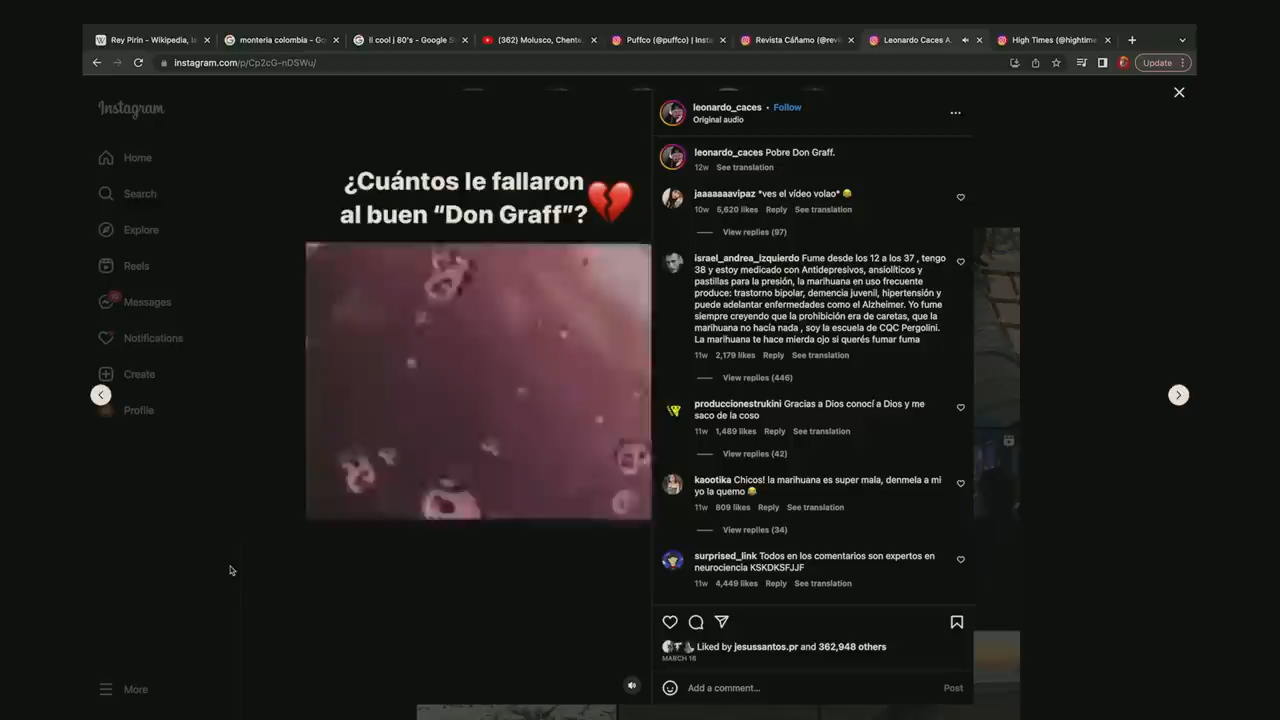 Rey Pirin - Wikipedia, la
monteria colombia - Go
ll cool j 80's - Google S
(362) Molusco, Chente
Puffco (@puffco) | Inst
Revista Cáñamo (@revi
Leonardo Caces A
High Times (@hightime
instagram.com/p/Cp2cG-nDSWu/
Update
Instagram
Home
Search
Explore
Reels
Messages
Notifications
Create
Profile
More
¿Cuántos le fallaron
al buen “Don Graff”?
leonardo_caces • Follow
Original audio
leonardo_caces Pobre Don Graff.
12w See translation
jaaaaaaavipaz *ves el vídeo volao* 😂
10w 5,620 likes Reply See translation
View replies (97)
israel_andrea_izquierdo Fume desde los 12 a los 37 , tengo
38 y estoy medicado con Antidepresivos, ansiolíticos y
pastillas para la presión, la marihuana en uso frecuente
produce: trastorno bipolar, demencia juvenil, hipertensión y
puede adelantar enfermedades como el Alzheimer. Yo fume
siempre creyendo que la prohibición era de caretas, que la
marihuana no hacía nada , soy la escuela de CQC Pergolini.
La marihuana te hace mierda ojo si querés fumar fuma
11w 2,179 likes Reply See translation
View replies (446)
produccionestrukini Gracias a Dios conocí a Dios y me
saco de la coso
11w 1,489 likes Reply See translation
View replies (42)
kaootika Chicos! la marihuana es super mala, denmela a mi
yo la quemo 😂
11w 809 likes Reply See translation
View replies (34)
surprised_link Todos en los comentarios son expertos en
neurociencia KSKDKSFJJF
11w 4,449 likes Reply See translation
Liked by jesussantos.pr and 362,948 others
MARCH 16
Add a comment...
Post